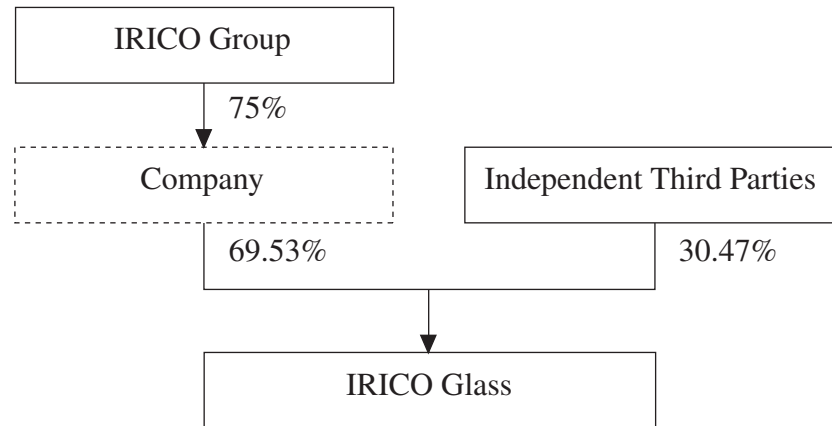 IRICO Group
75%
Company
Independent Third Parties
69.53%
30.47%
IRICO Glass